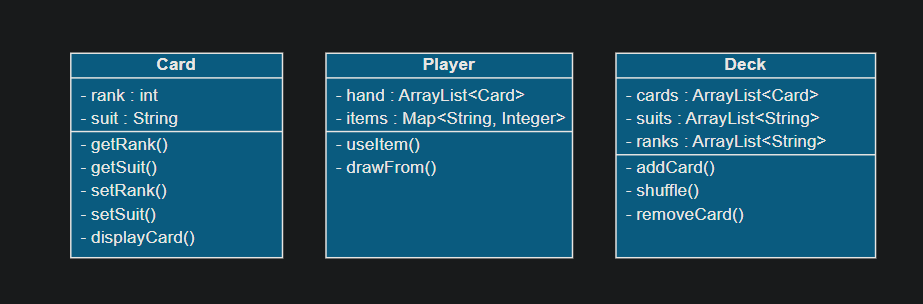 Card
- rank : int
- suit : String
- getRank()
- getSuit()
- setRank()
- setSuit()
- displayCard()
Player
- hand : ArrayList<Card>
- items : Map<String, Integer>
- useItem()
- drawFrom()
Deck
- cards : ArrayList<Card>
- suits : ArrayList<String>
- ranks : ArrayList<String>
- addCard()
- shuffle()
- removeCard()